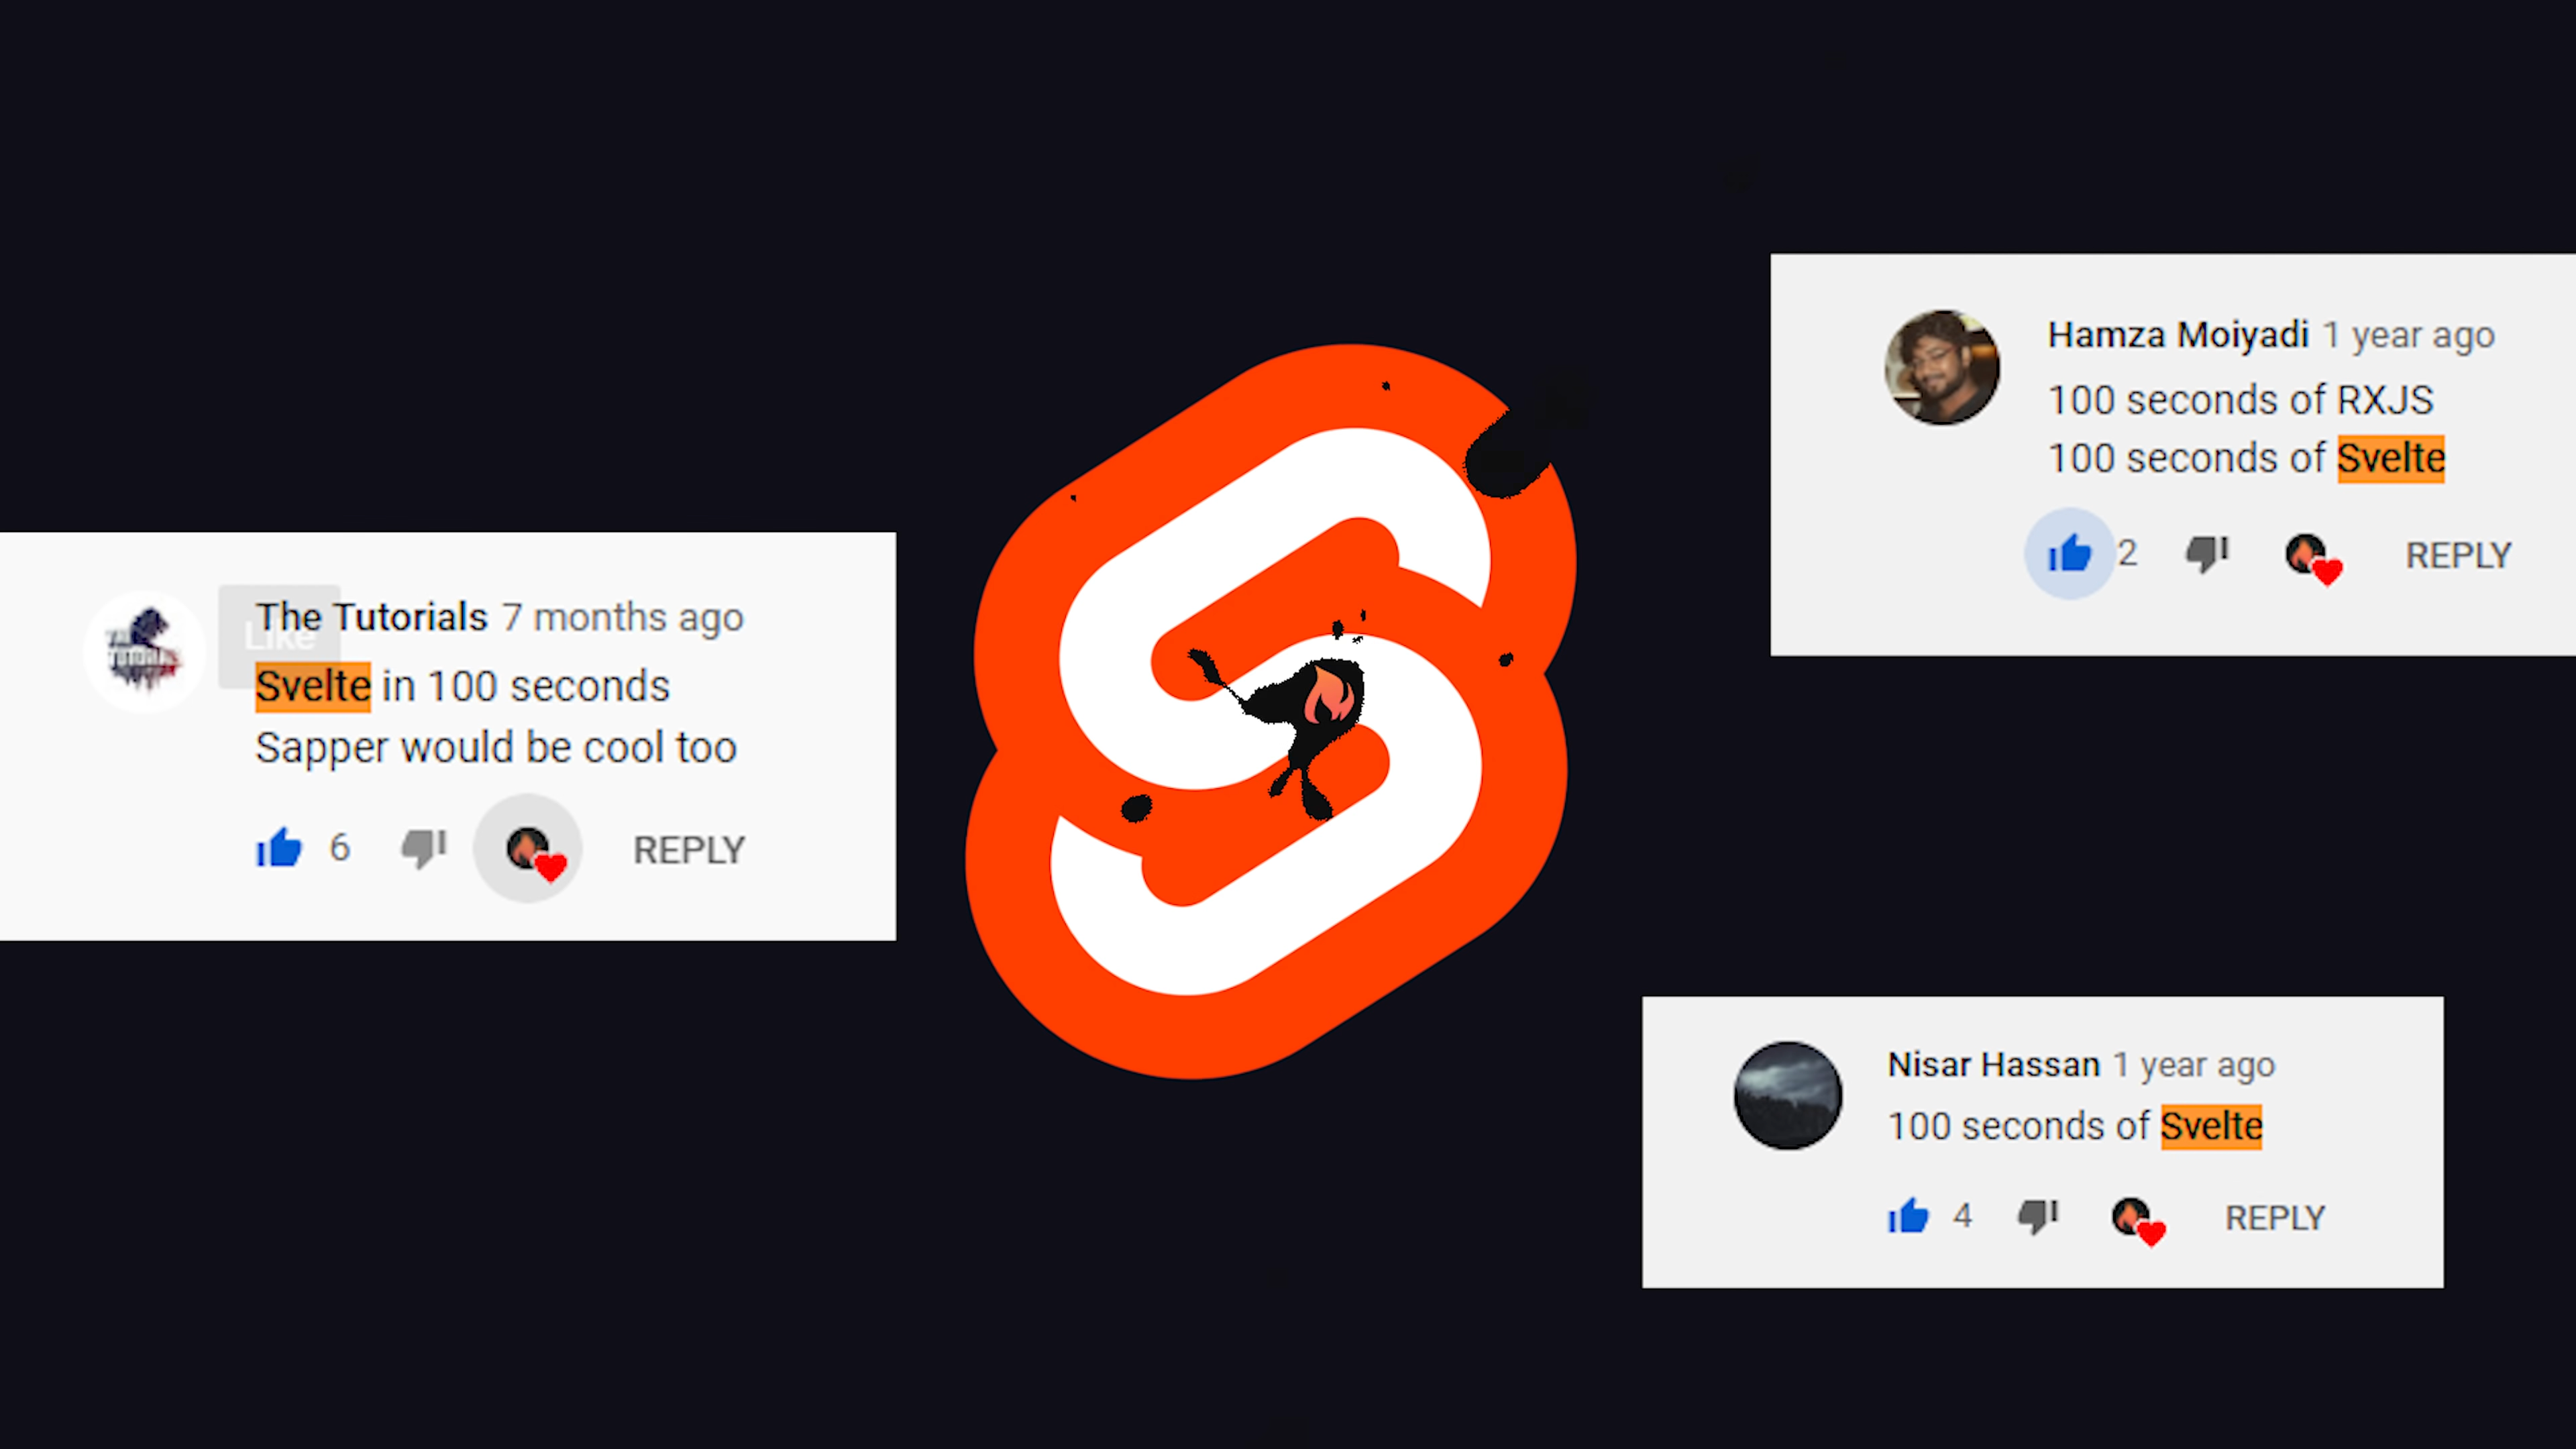 The Tutorials 7 months ago
Like
Svelte in 100 seconds
Sapper would be cool too
6 REPLY
Hamza Moiyadi 1 year ago
100 seconds of RXJS
100 seconds of Svelte
2 REPLY
Nisar Hassan 1 year ago
100 seconds of Svelte
4 REPLY